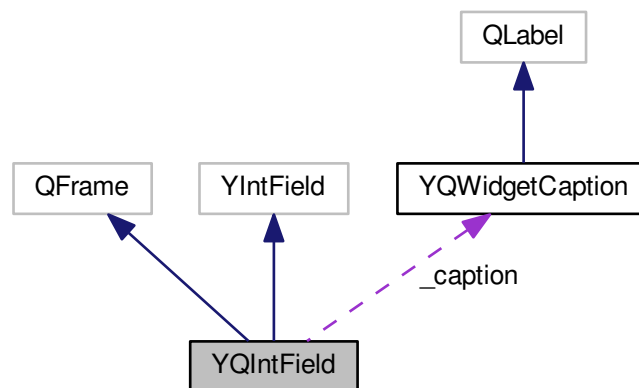 QLabel
QFrame
YIntField
YQWidgetCaption
_caption
YQIntField